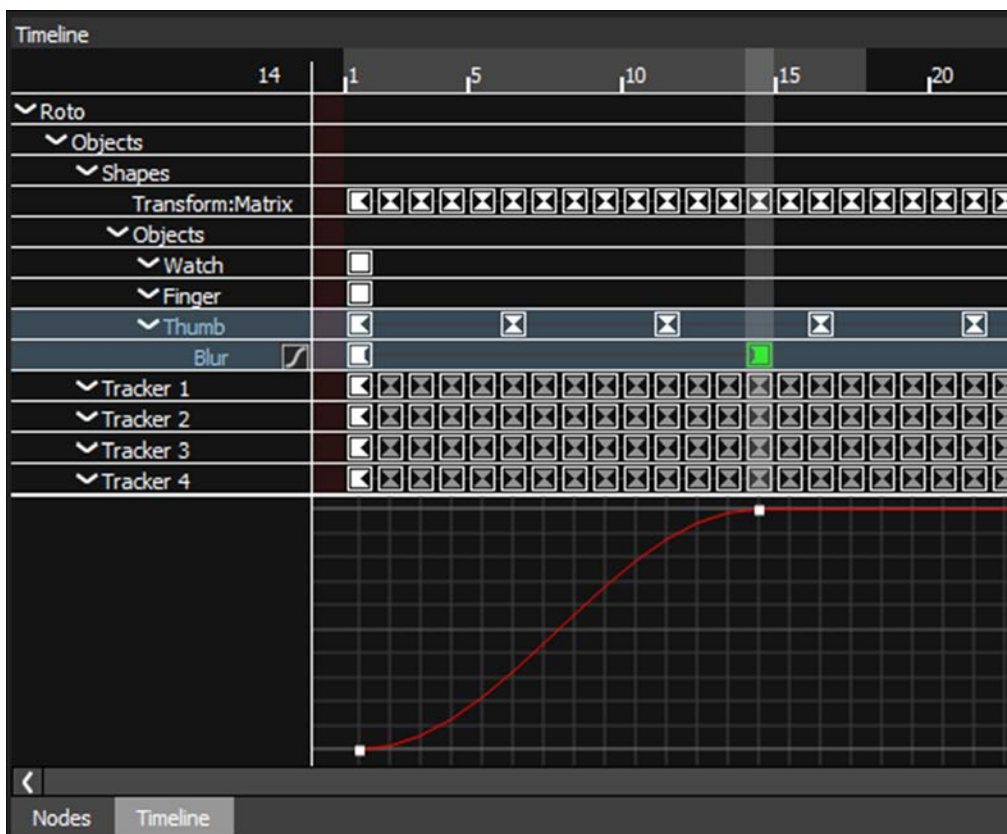 Timeline
14 1 5 10 15 20
Roto
Objects
Shapes
Transform:Matrix
Objects
Watch
Finger
Thumb
Blur
Tracker 1
Tracker 2
Tracker 3
Tracker 4
Nodes Timeline